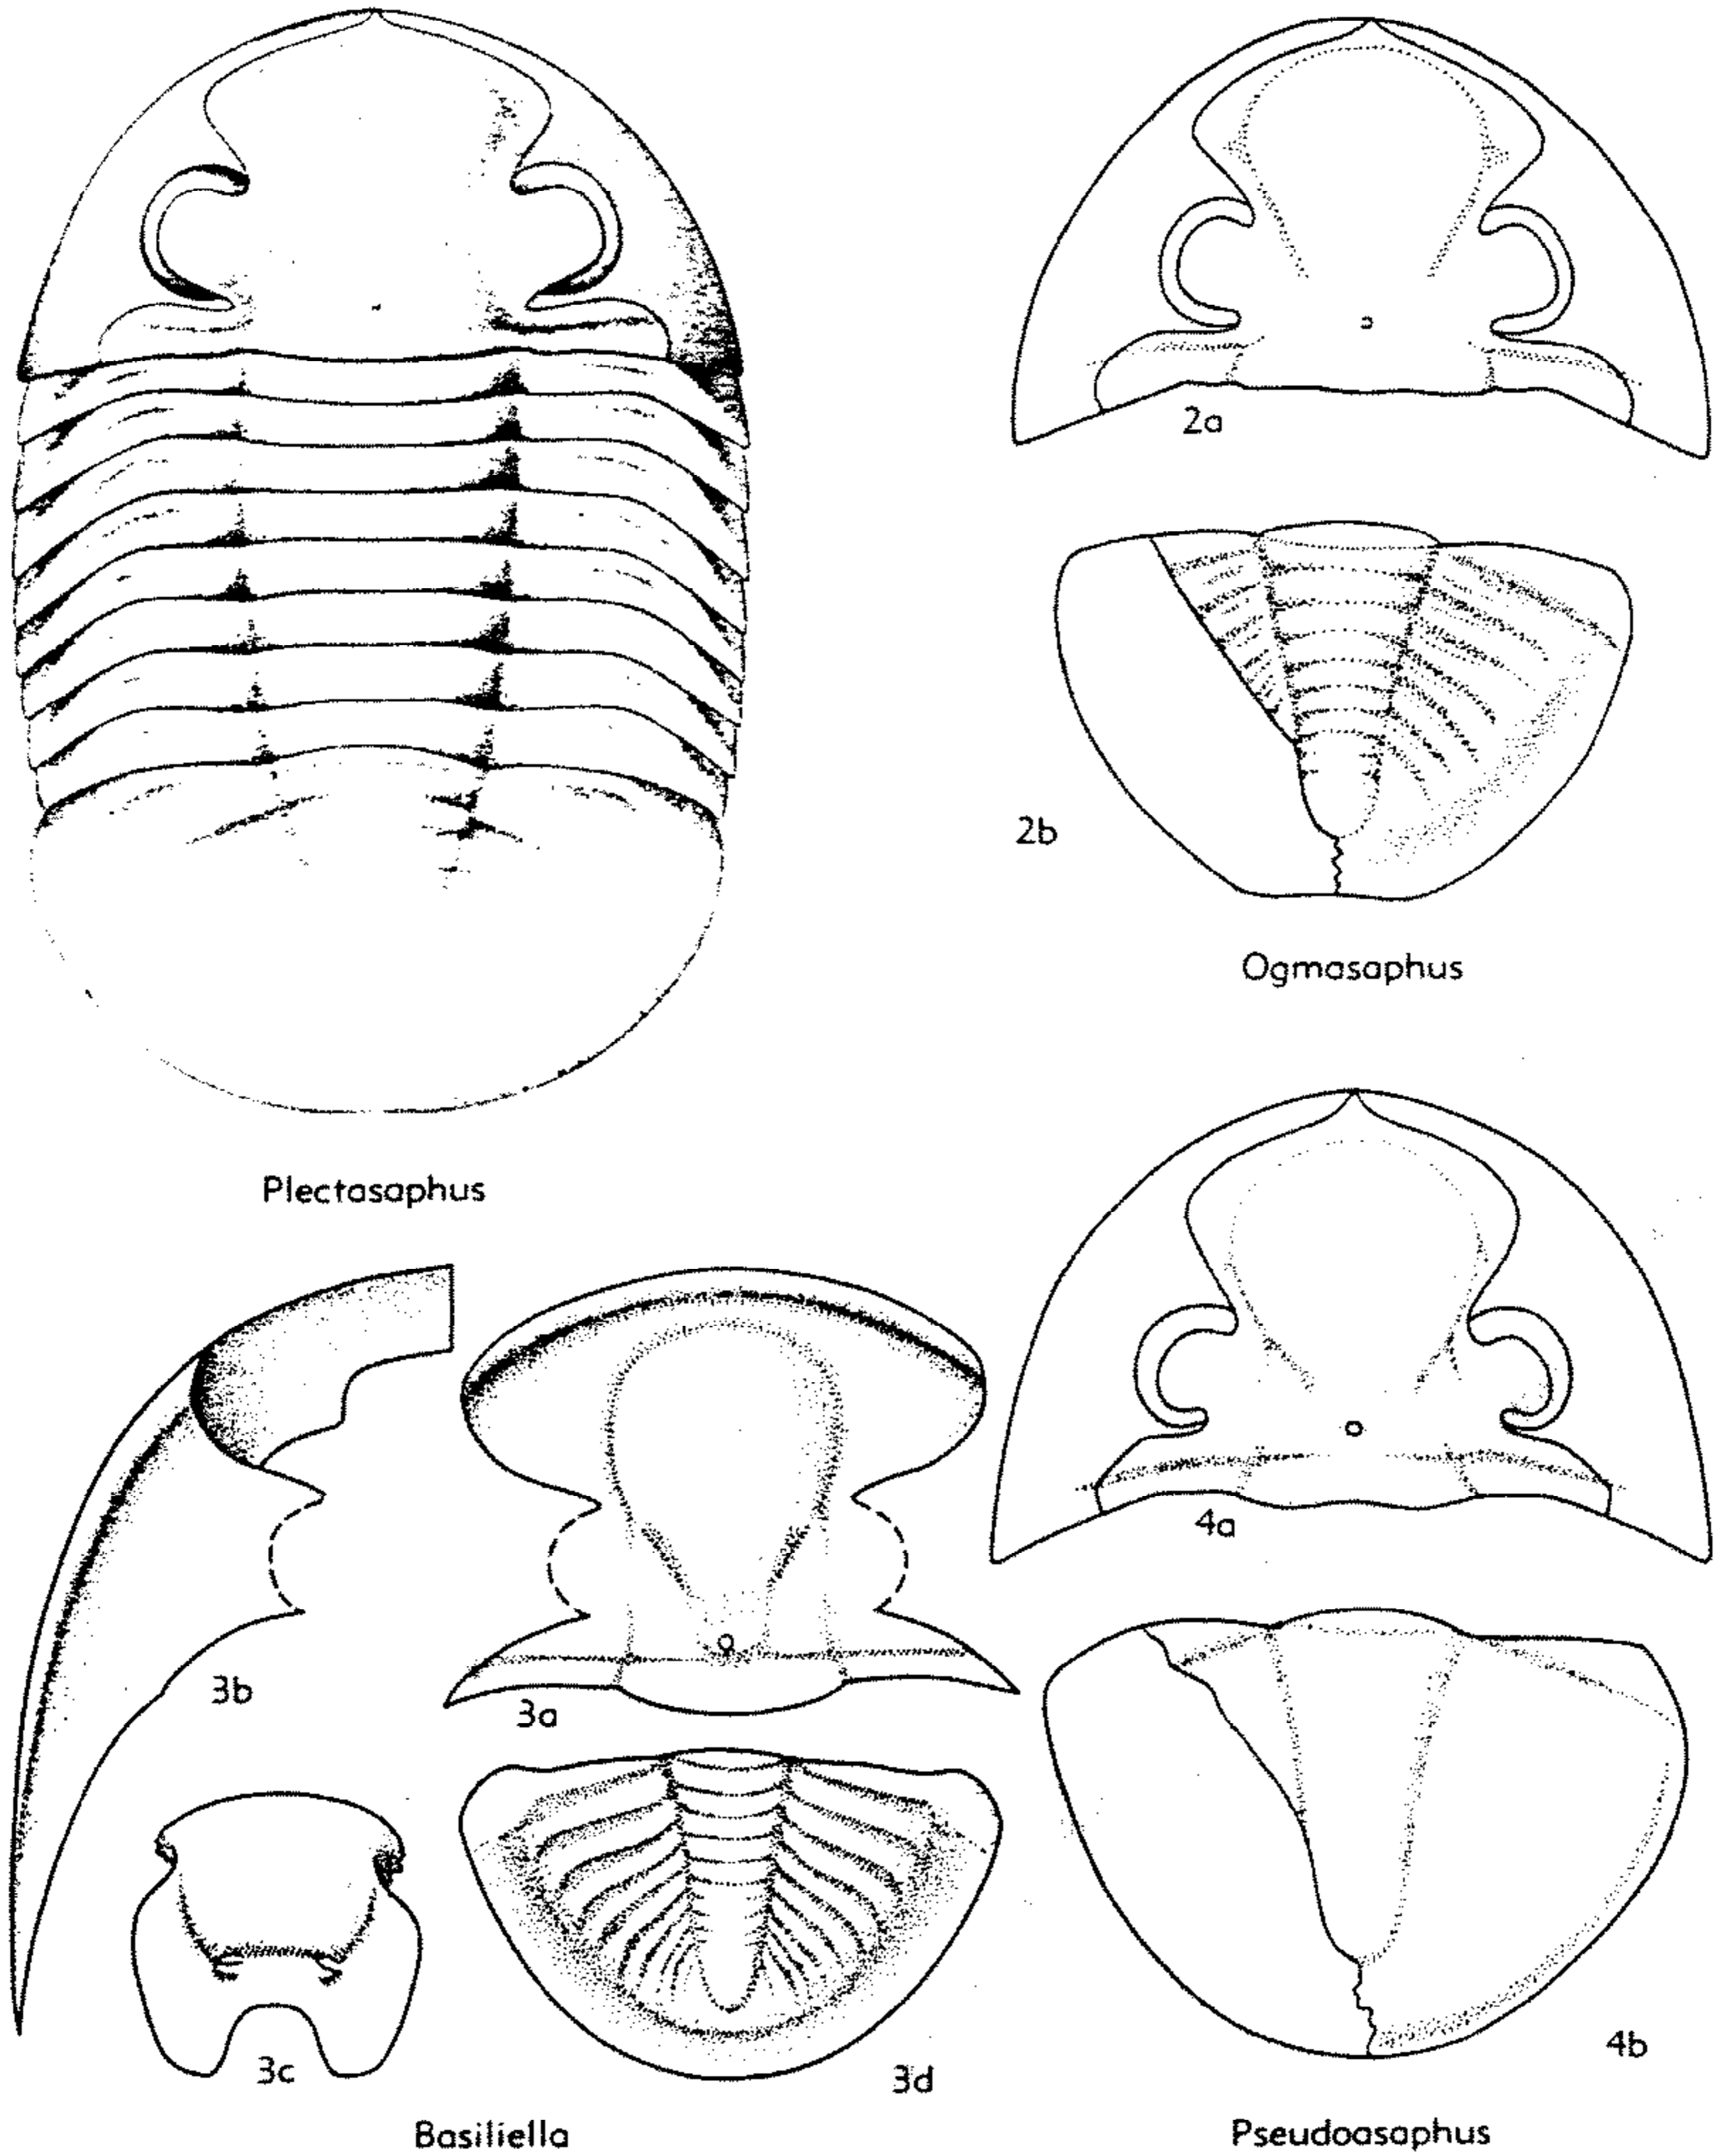 2a
2b
Ogmasaphus
Plectasaphus
4a
3b
3a
3c
3d
4b
Basiliella
Pseudoasaphus